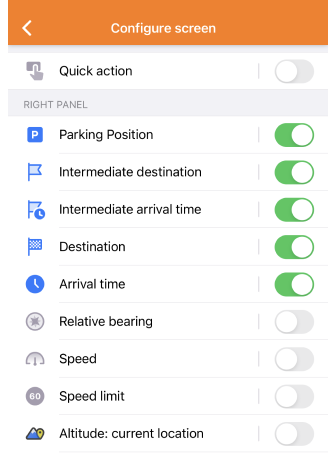 Configure screen
Quick action
RIGHT PANEL
P Parking Position
Intermediate destination
Intermediate arrival time
Destination
Arrival time
Relative bearing
Speed
60 Speed limit
Altitude: current location